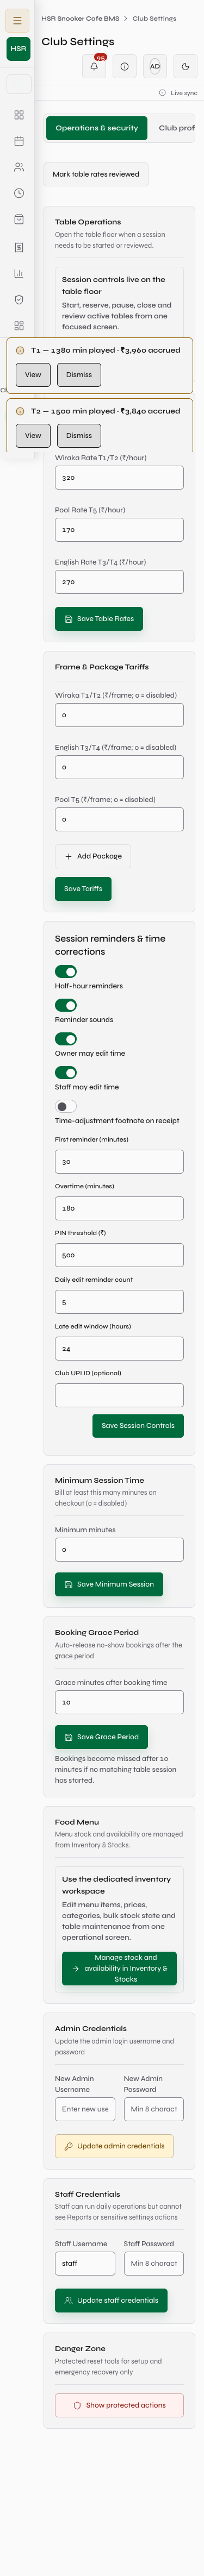 HSR Snooker Cafe BMS > Club Settings
HSR
Club Settings
95
AD
Live sync
Operations & security
Club prof
Mark table rates reviewed
Table Operations
Open the table floor when a session
needs to be started or reviewed.
Session controls live on the
table floor
Start, reserve, pause, close and
review active tables from one
focused screen.
T1 — 1380 min played · ₹3,960 accrued
View
Dismiss
T2 — 1500 min played · ₹3,840 accrued
View
Dismiss
Wiraka Rate T1/T2 (₹/hour)
320
Pool Rate T5 (₹/hour)
170
English Rate T3/T4 (₹/hour)
270
Save Table Rates
Frame & Package Tariffs
Wiraka T1/T2 (₹/frame; 0 = disabled)
0
English T3/T4 (₹/frame; 0 = disabled)
0
Pool T5 (₹/frame; 0 = disabled)
0
Add Package
Save Tariffs
Session reminders & time
corrections
Half-hour reminders
Reminder sounds
Owner may edit time
Staff may edit time
Time-adjustment footnote on receipt
First reminder (minutes)
30
Overtime (minutes)
180
PIN threshold (₹)
500
Daily edit reminder count
5
Late edit window (hours)
24
Club UPI ID (optional)
Save Session Controls
Minimum Session Time
Bill at least this many minutes on
checkout (0 = disabled)
Minimum minutes
0
Save Minimum Session
Booking Grace Period
Auto-release no-show bookings after the
grace period
Grace minutes after booking time
10
Save Grace Period
Bookings become missed after 10
minutes if no matching table session
has started.
Food Menu
Menu stock and availability are managed
from Inventory & Stocks.
Use the dedicated inventory
workspace
Edit menu items, prices,
categories, bulk stock state and
table maintenance from one
operational screen.
Manage stock and
availability in Inventory &
Stocks
Admin Credentials
Update the admin login username and
password
New Admin
Username
New Admin
Password
Enter new use
Min 8 charact
Update admin credentials
Staff Credentials
Staff can run daily operations but cannot
see Reports or sensitive settings actions
Staff Username
Staff Password
staff
Min 8 charact
Update staff credentials
Danger Zone
Protected reset tools for setup and
emergency recovery only
Show protected actions